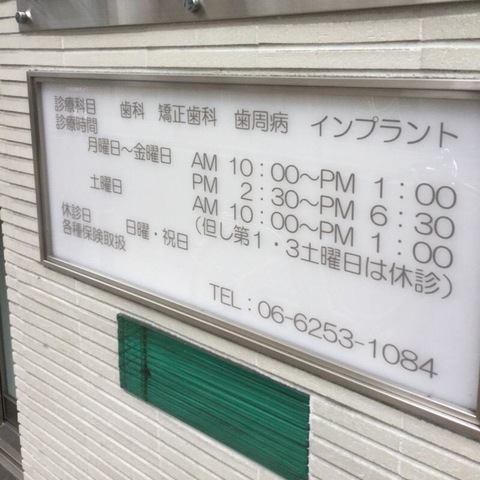 診療科目 歯科 矯正歯科 歯周病 インプラント
診療時間
月曜日～金曜日 AM 10：00～PM 1：00
PM 2：30～PM 6：30
土曜日 AM 10：00～PM 1：00
(但し第1・3土曜日は休診)
休診日 日曜・祝日
各種保険取扱
TEL：06-6253-1084